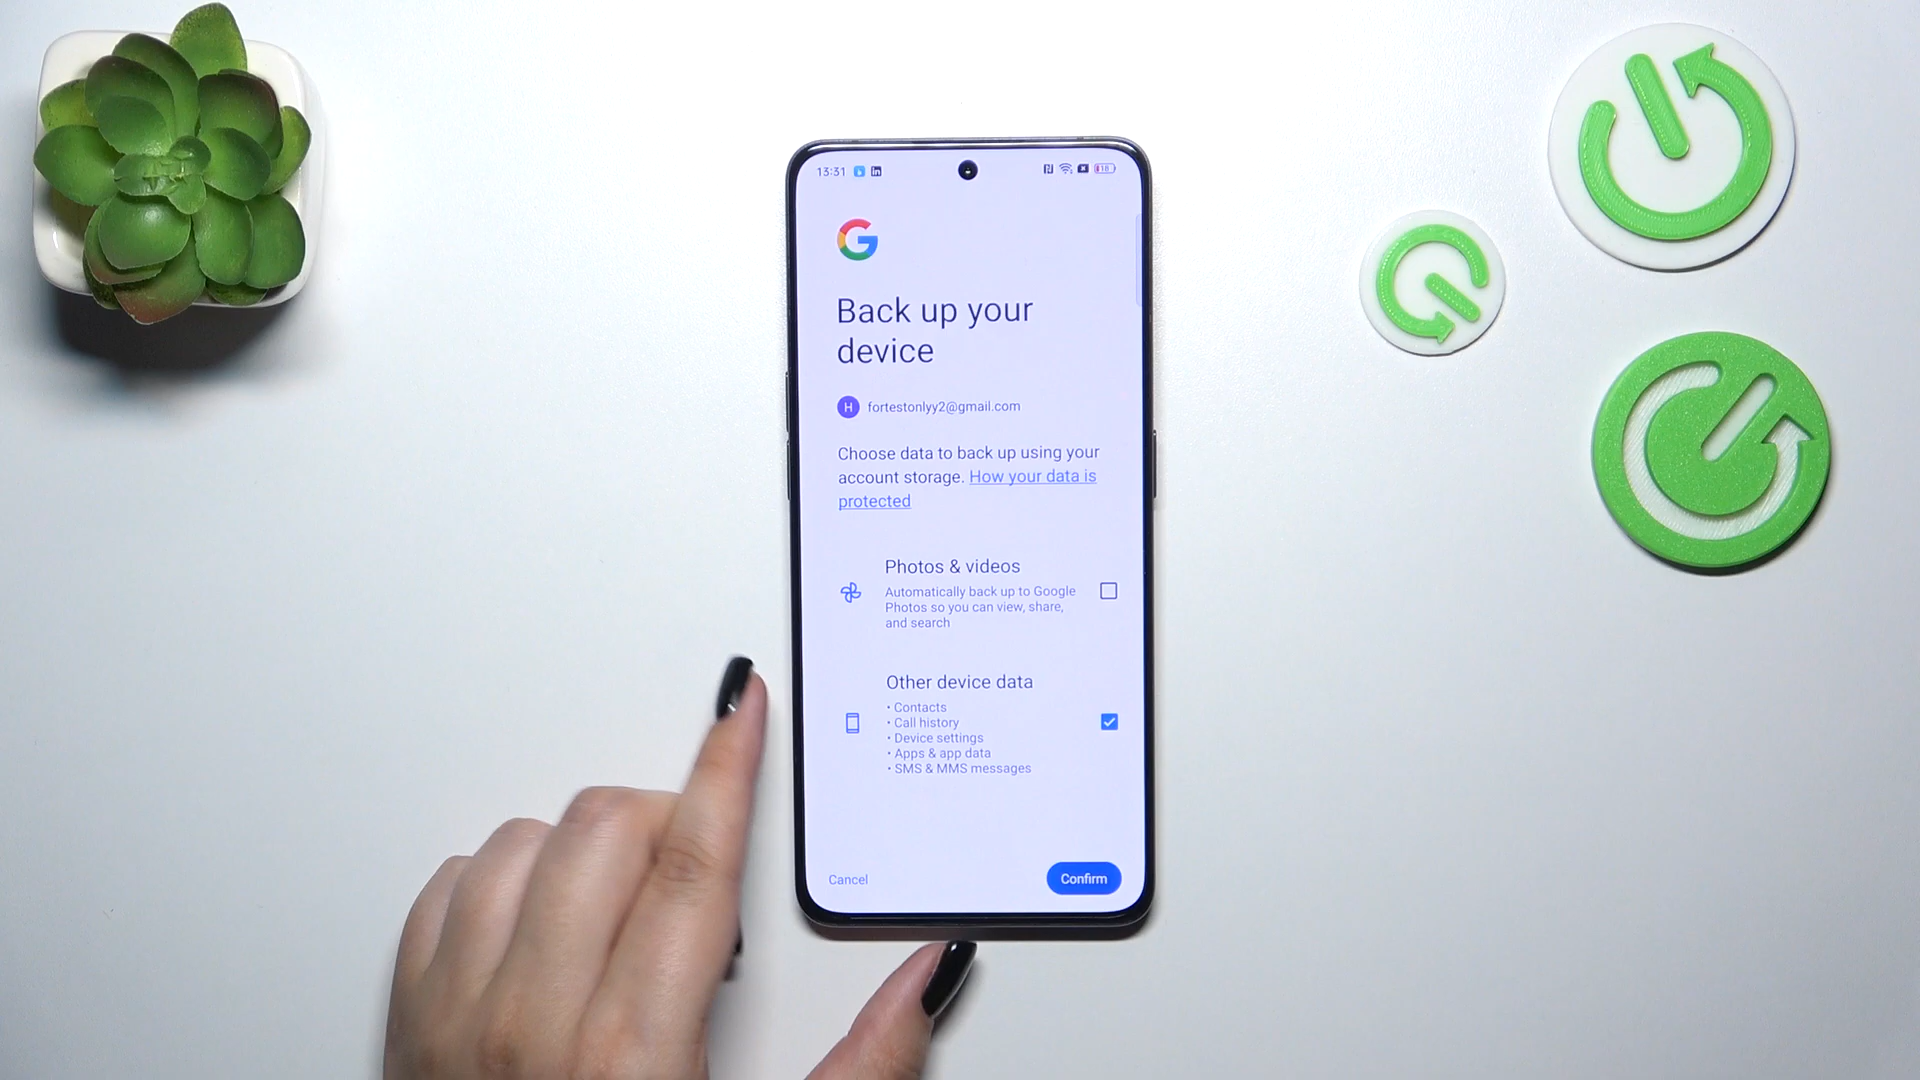 13:31
18
Back up your
device
H fortestonlyy2@gmail.com
Choose data to back up using your
account storage. How your data is
protected
Photos & videos
Automatically back up to Google
Photos so you can view, share,
and search
Other device data
• Contacts
• Call history
• Device settings
• Apps & app data
• SMS & MMS messages
Cancel
Confirm